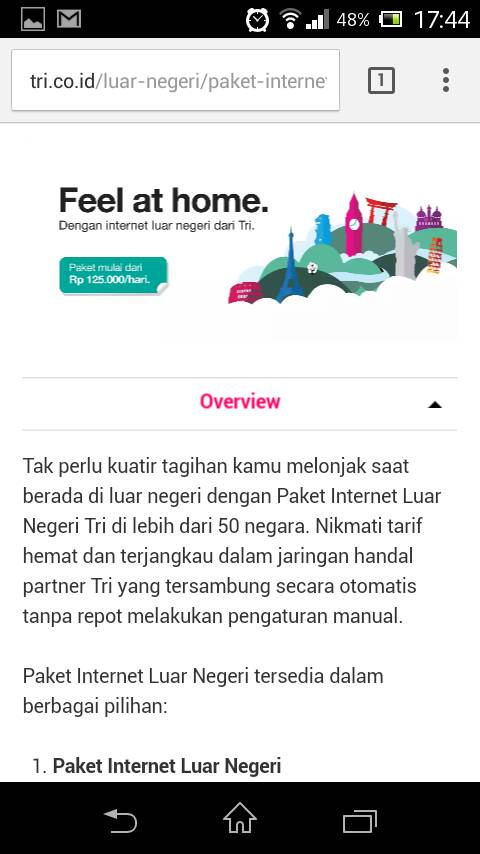 48% 17:44
tri.co.id/luar-negeri/paket-interne
1
Feel at home.
Dengan internet luar negeri dari Tri.
Paket mulai dari
Rp 125.000/hari.
Overview
Tak perlu kuatir tagihan kamu melonjak saat
berada di luar negeri dengan Paket Internet Luar
Negeri Tri di lebih dari 50 negara. Nikmati tarif
hemat dan terjangkau dalam jaringan handal
partner Tri yang tersambung secara otomatis
tanpa repot melakukan pengaturan manual.
Paket Internet Luar Negeri tersedia dalam
berbagai pilihan:
1. Paket Internet Luar Negeri